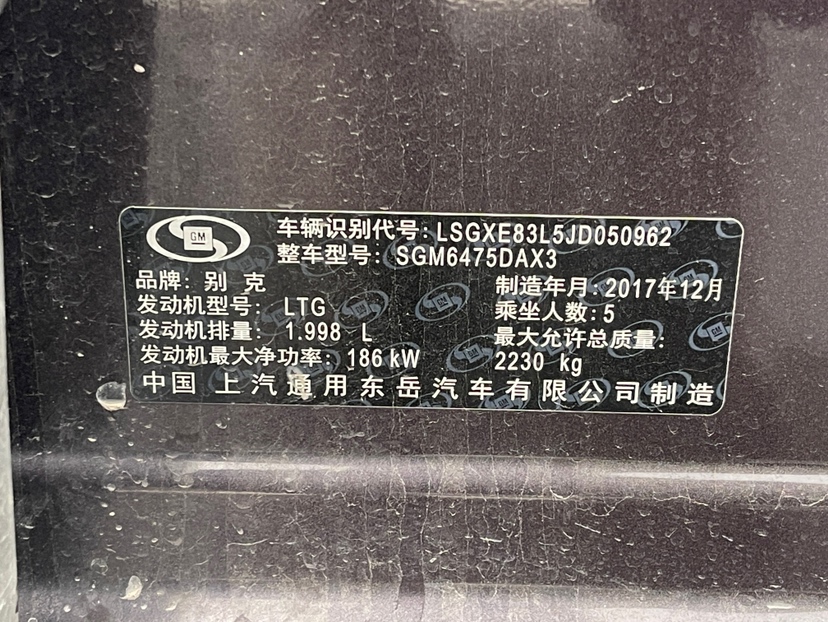 GM
车辆识别代号: LSGXE83L5JD050962
整车型号: SGM6475DAX3
品牌: 别 克
制造年月: 2017年12月
发动机型号: LTG
乘坐人数: 5
发动机排量: 1.998 L
最大允许总质量:
发动机最大净功率: 186 kW
2230 kg
中国 上汽通用东岳汽车有限公司制造